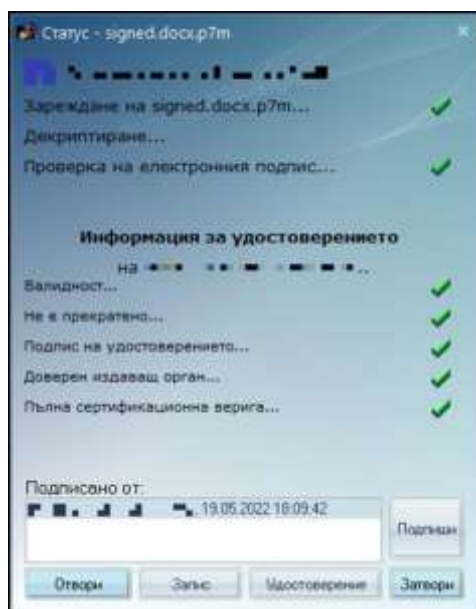 Статус - signed.docx.p7m
Зареждане на signed.docx.p7m...
Декриптиране...
Проверка на електронния подпис...
Информация за удостоверението
на
Валидност...
Не е прекратено...
Подпис на удостоверението...
Доверен издаващ орган...
Пълна сертификационна верига...
Подписано от:
19.05.2022 18:09:42
Подпиши
Отвори Запис Удостоверение Затвори